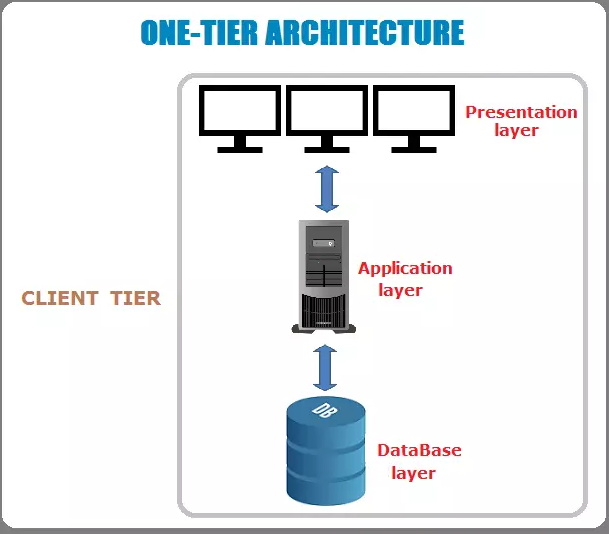 ONE-TIER ARCHITECTURE
Presentation
layer
Application
layer
CLIENT TIER
DB
DataBase
layer